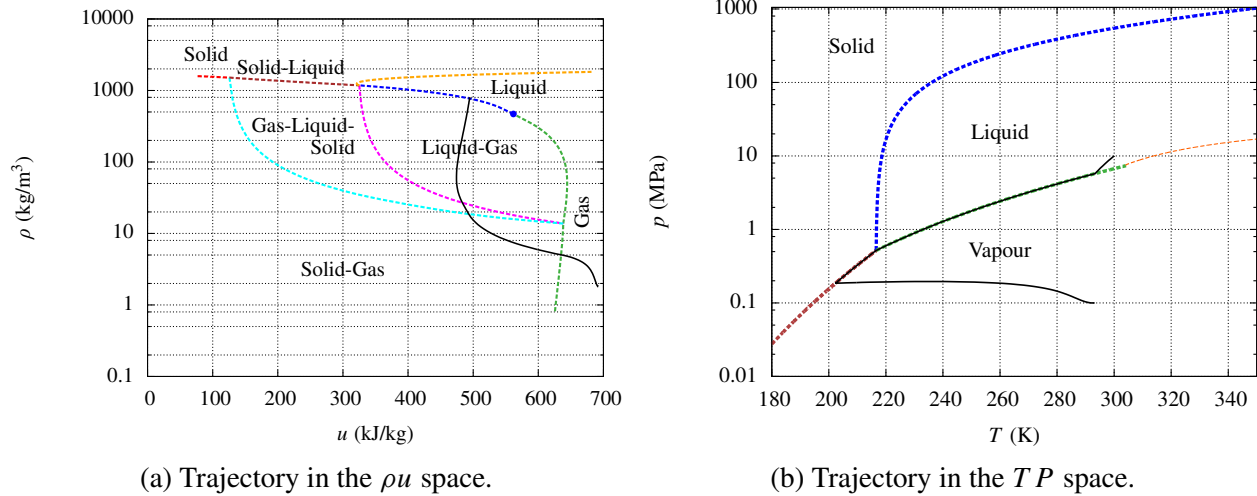 10000
1000
100
10
1
0.1
ρ (kg/m³)
Solid
Solid-Liquid
Liquid
Gas-Liquid-
Solid
Liquid-Gas
Gas
Solid-Gas
0 100 200 300 400 500 600 700
u (kJ/kg)
(a) Trajectory in the ρu space.
1000
100
10
1
0.1
0.01
p (MPa)
Solid
Liquid
Vapour
180 200 220 240 260 280 300 320 340
T (K)
(b) Trajectory in the T P space.